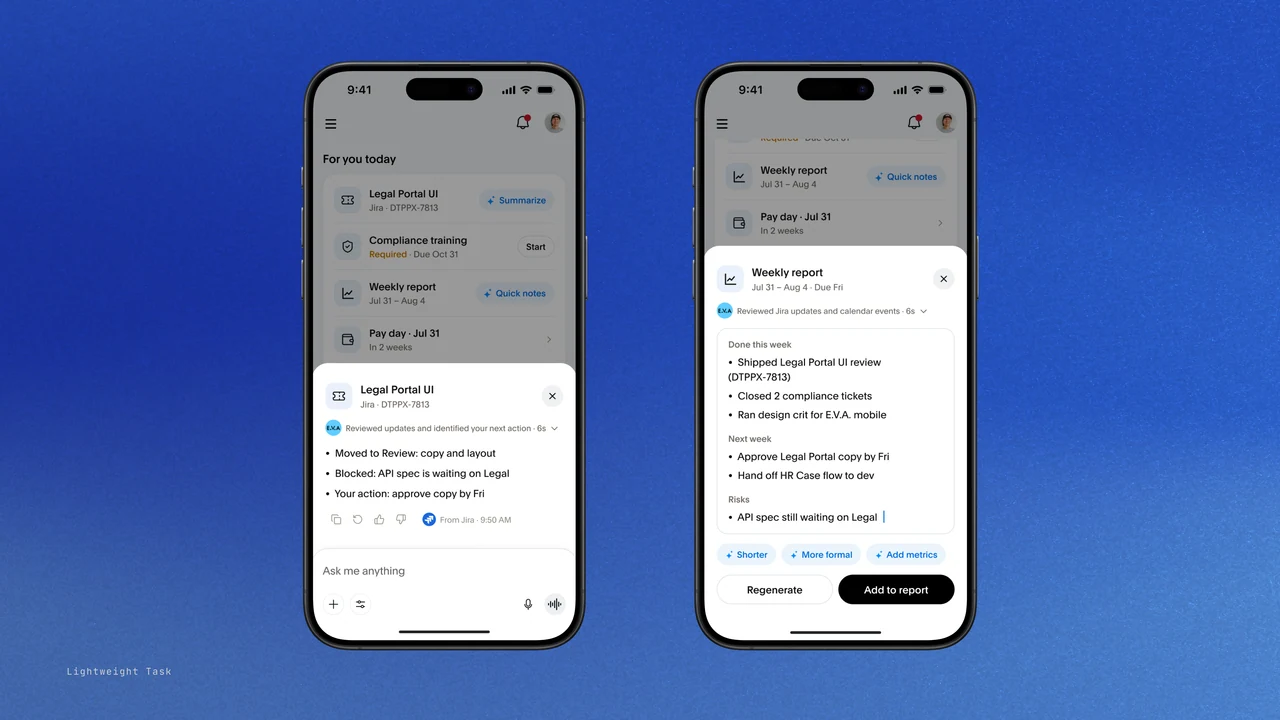 9:41
For you today
Legal Portal UI
Jira · DTPPX-7813
Summarize
Compliance training
Required · Due Oct 31
Start
Weekly report
Jul 31 – Aug 4
Quick notes
Pay day · Jul 31
In 2 weeks
Legal Portal UI
Jira · DTPPX-7813
E.V.A Reviewed updates and identified your next action · 6s
• Moved to Review: copy and layout
• Blocked: API spec is waiting on Legal
• Your action: approve copy by Fri
From Jira · 9:50 AM
Ask me anything
9:41
Required · Due Oct 31
Weekly report
Jul 31 – Aug 4
Quick notes
Pay day · Jul 31
In 2 weeks
Weekly report
Jul 31 – Aug 4 · Due Fri
E.V.A Reviewed Jira updates and calendar events · 6s
Done this week
• Shipped Legal Portal UI review
(DTPPX-7813)
• Closed 2 compliance tickets
• Ran design crit for E.V.A. mobile
Next week
• Approve Legal Portal copy by Fri
• Hand off HR Case flow to dev
Risks
• API spec still waiting on Legal
Shorter
More formal
Add metrics
Regenerate
Add to report
Lightweight Task